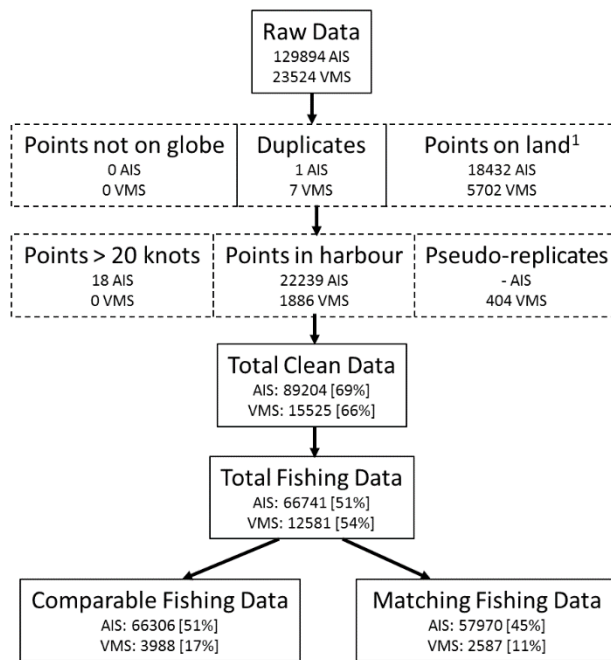 Raw Data
129894 AIS
23524 VMS
Points not on globe
0 AIS
0 VMS
Duplicates
1 AIS
7 VMS
Points on land¹
18432 AIS
5702 VMS
Points > 20 knots
18 AIS
0 VMS
Points in harbour
22239 AIS
1886 VMS
Pseudo-replicates
- AIS
404 VMS
Total Clean Data
AIS: 89204 [69%]
VMS: 15525 [66%]
Total Fishing Data
AIS: 66741 [51%]
VMS: 12581 [54%]
Comparable Fishing Data
AIS: 66306 [51%]
VMS: 3988 [17%]
Matching Fishing Data
AIS: 57970 [45%]
VMS: 2587 [11%]